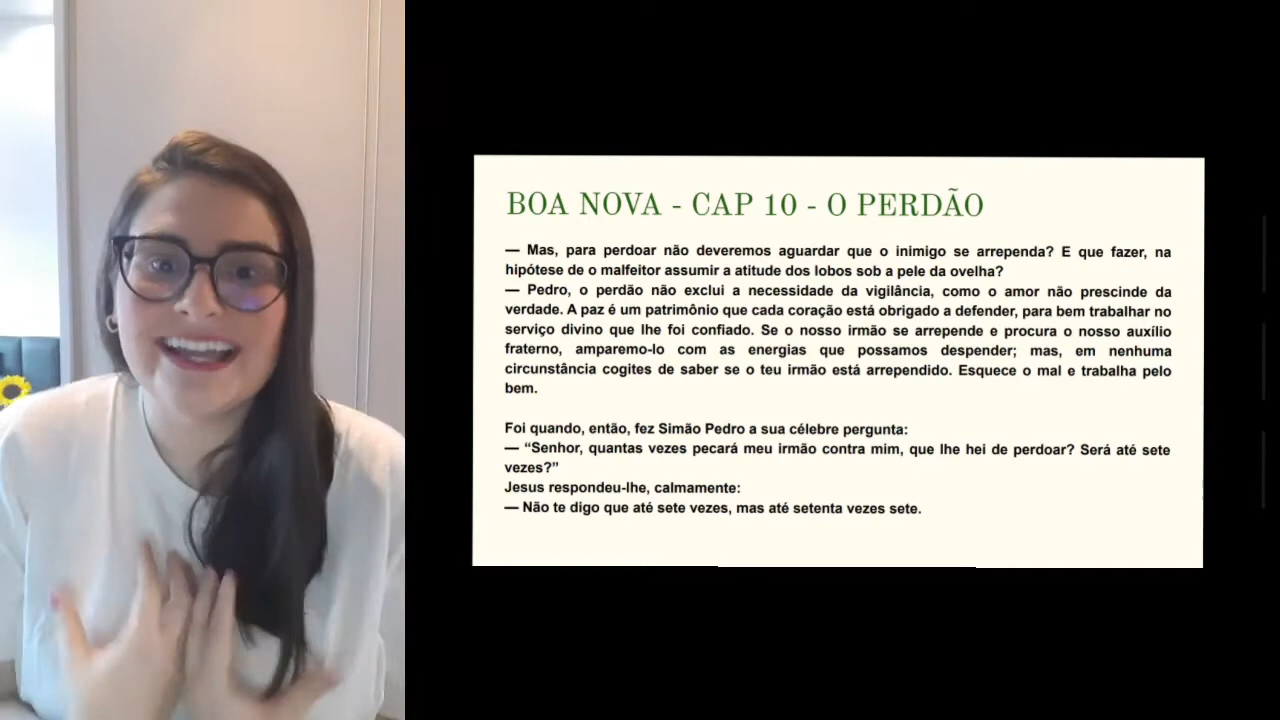 BOA NOVA - CAP 10 - O PERDÃO
— Mas, para perdoar não deveremos aguardar que o inimigo se arrependa? E que fazer, na
hipótese de o malfeitor assumir a atitude dos lobos sob a pele da ovelha?
— Pedro, o perdão não exclui a necessidade da vigilância, como o amor não prescinde da
verdade. A paz é um patrimônio que cada coração está obrigado a defender, para bem trabalhar no
serviço divino que lhe foi confiado. Se o nosso irmão se arrepende e procura o nosso auxílio
fraterno, amparemo-lo com as energias que possamos despender; mas, em nenhuma
circunstância cogites de saber se o teu irmão está arrependido. Esquece o mal e trabalha pelo
bem.
Foi quando, então, fez Simão Pedro a sua célebre pergunta:
— “Senhor, quantas vezes pecará meu irmão contra mim, que lhe hei de perdoar? Será até sete
vezes?”
Jesus respondeu-lhe, calmamente:
— Não te digo que até sete vezes, mas até setenta vezes sete.